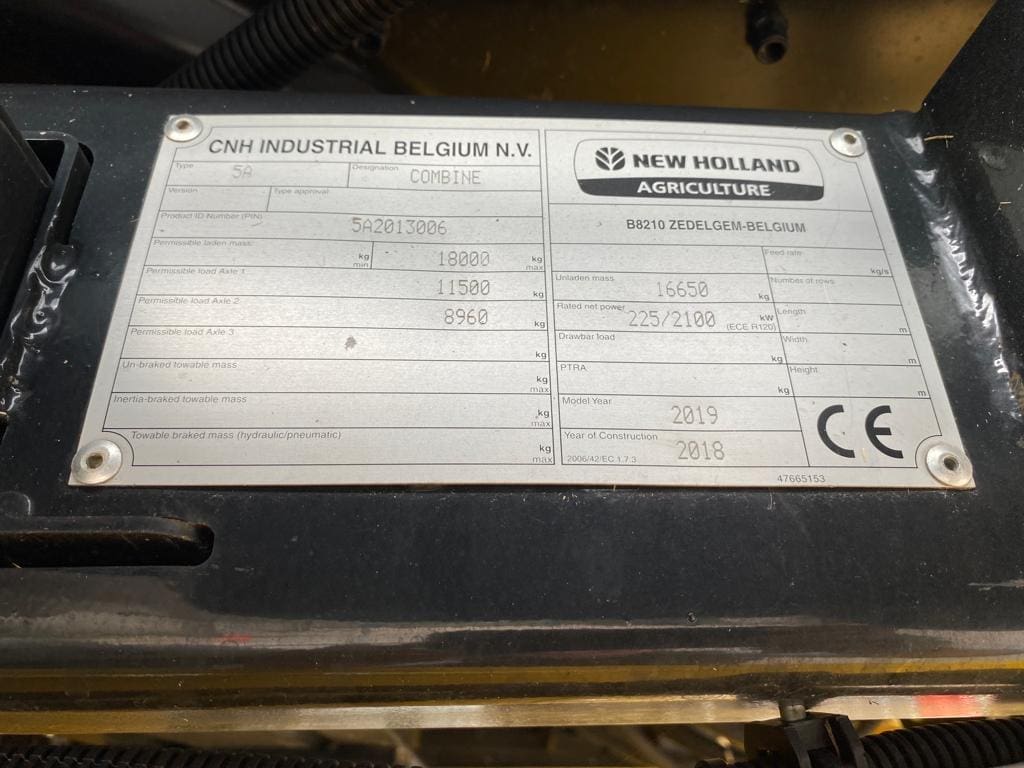 CNH INDUSTRIAL BELGIUM N.V.
Type 5A Designation COMBINE
Version Type approval
Product ID Number (PIN) 5A2013006
Permissible laden mass: kg min 18000 kg max
Permissible load Axle 1 11500 kg
Permissible load Axle 2 8960 kg
Permissible load Axle 3 kg
Un-braked towable mass kg max
Inertia-braked towable mass kg max
Towable braked mass (hydraulic/pneumatic) kg max
NEW HOLLAND
AGRICULTURE
B8210 ZEDELGEM-BELGIUM
Feed rate kg/s
Unladen mass 16650 kg Numbers of rows
Rated net power 225/2100 kW (ECE R120) Length m
Drawbar load kg Width m
PTRA kg Height m
Model Year 2019
Year of Construction 2018
2006/42/EC 1.7.3
CE
47665153